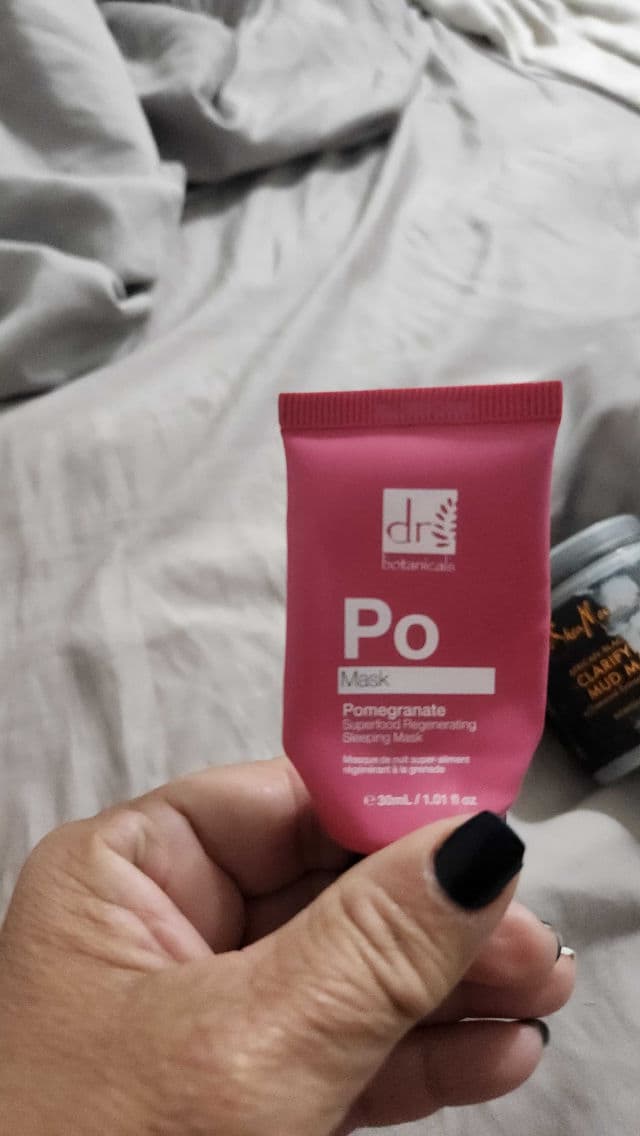 dr
botanicals
Po
Mask
Pomegranate
Superfood Regenerating
Sleeping Mask
Masque de nuit super-aliment
régénérant à la grenade
℮ 30mL / 1.01 fl oz
CLARIFY
MUD M